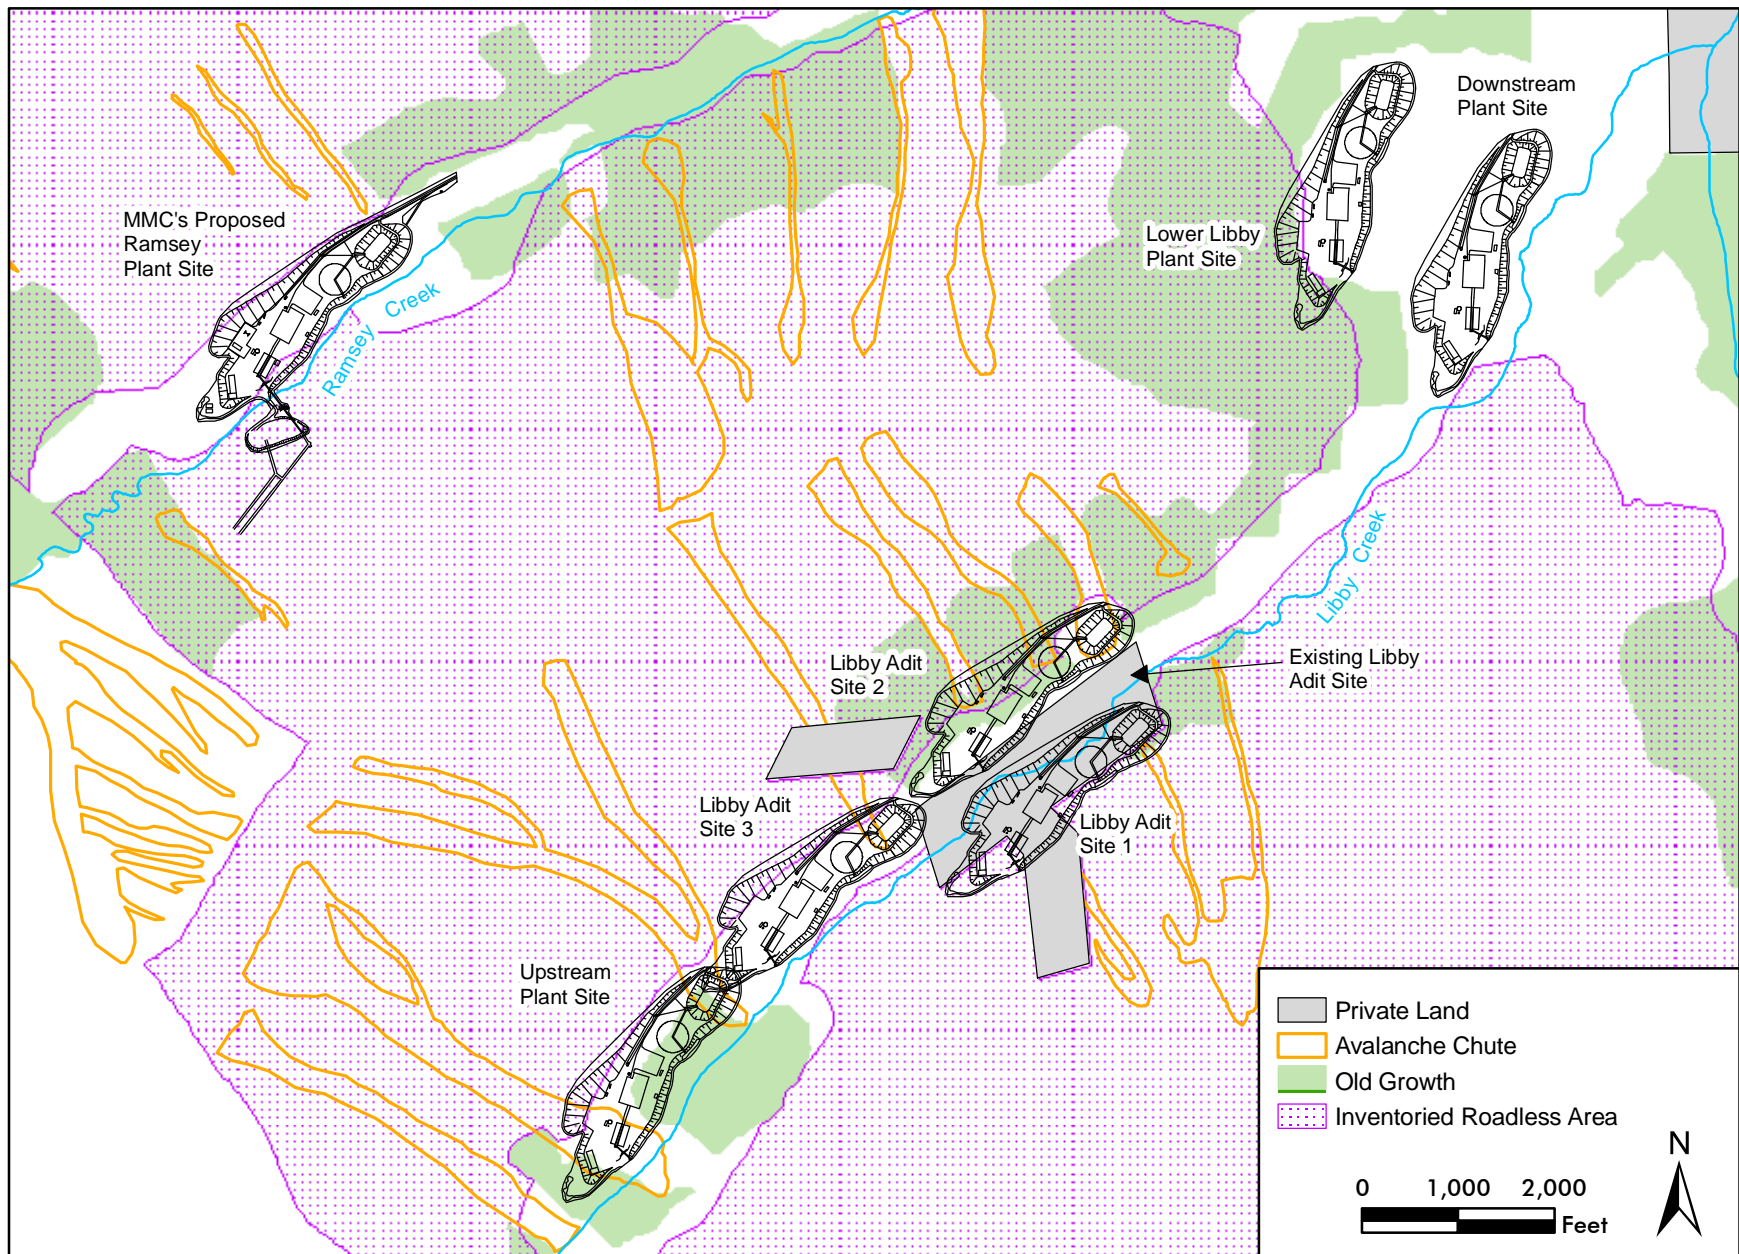 Downstream
Plant Site
MMC's Proposed
Ramsey
Plant Site
Lower Libby
Plant Site
Ramsey Creek
Libby Creek
Libby Adit
Site 2
Existing Libby
Adit Site
Libby Adit
Site 3
Libby Adit
Site 1
Upstream
Plant Site
Private Land
Avalanche Chute
Old Growth
Inventoried Roadless Area
N
0 1,000 2,000
Feet